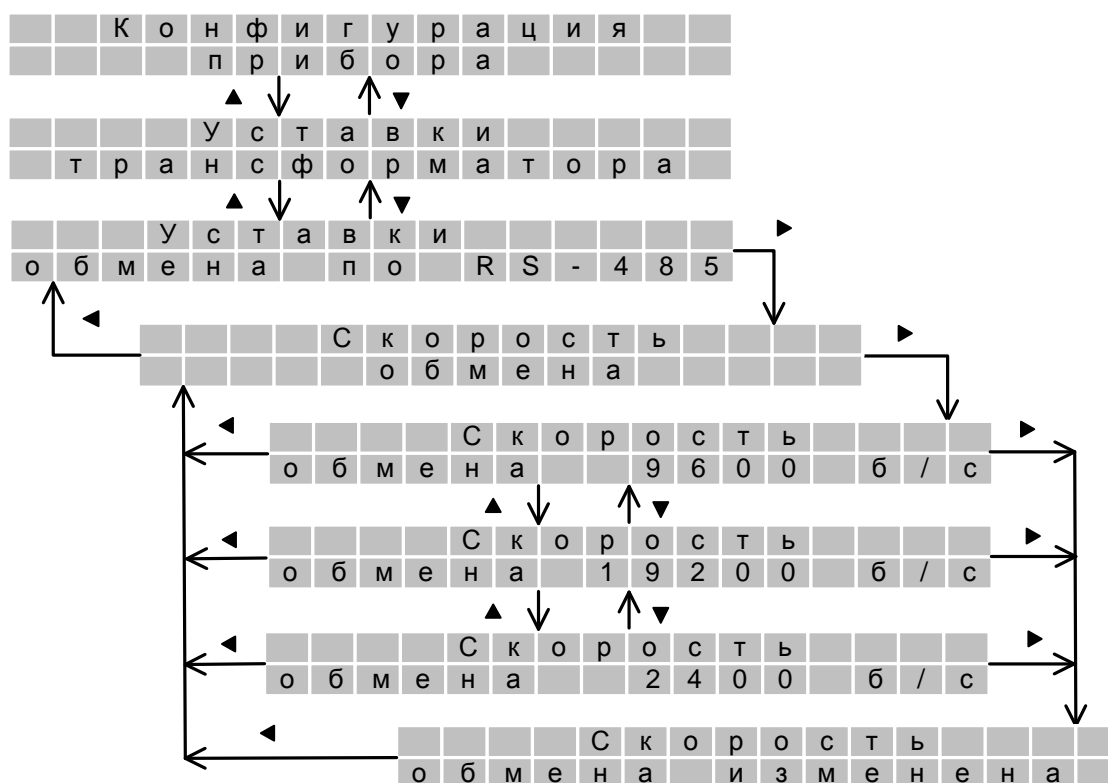 Конфигурация
прибора
Уставки
трансформатора
Уставки
обмена по RS-485
Скорость
обмена
Скорость
обмена 9600 б/с
Скорость
обмена 19200 б/с
Скорость
обмена 2400 б/с
Скорость
обмена изменена